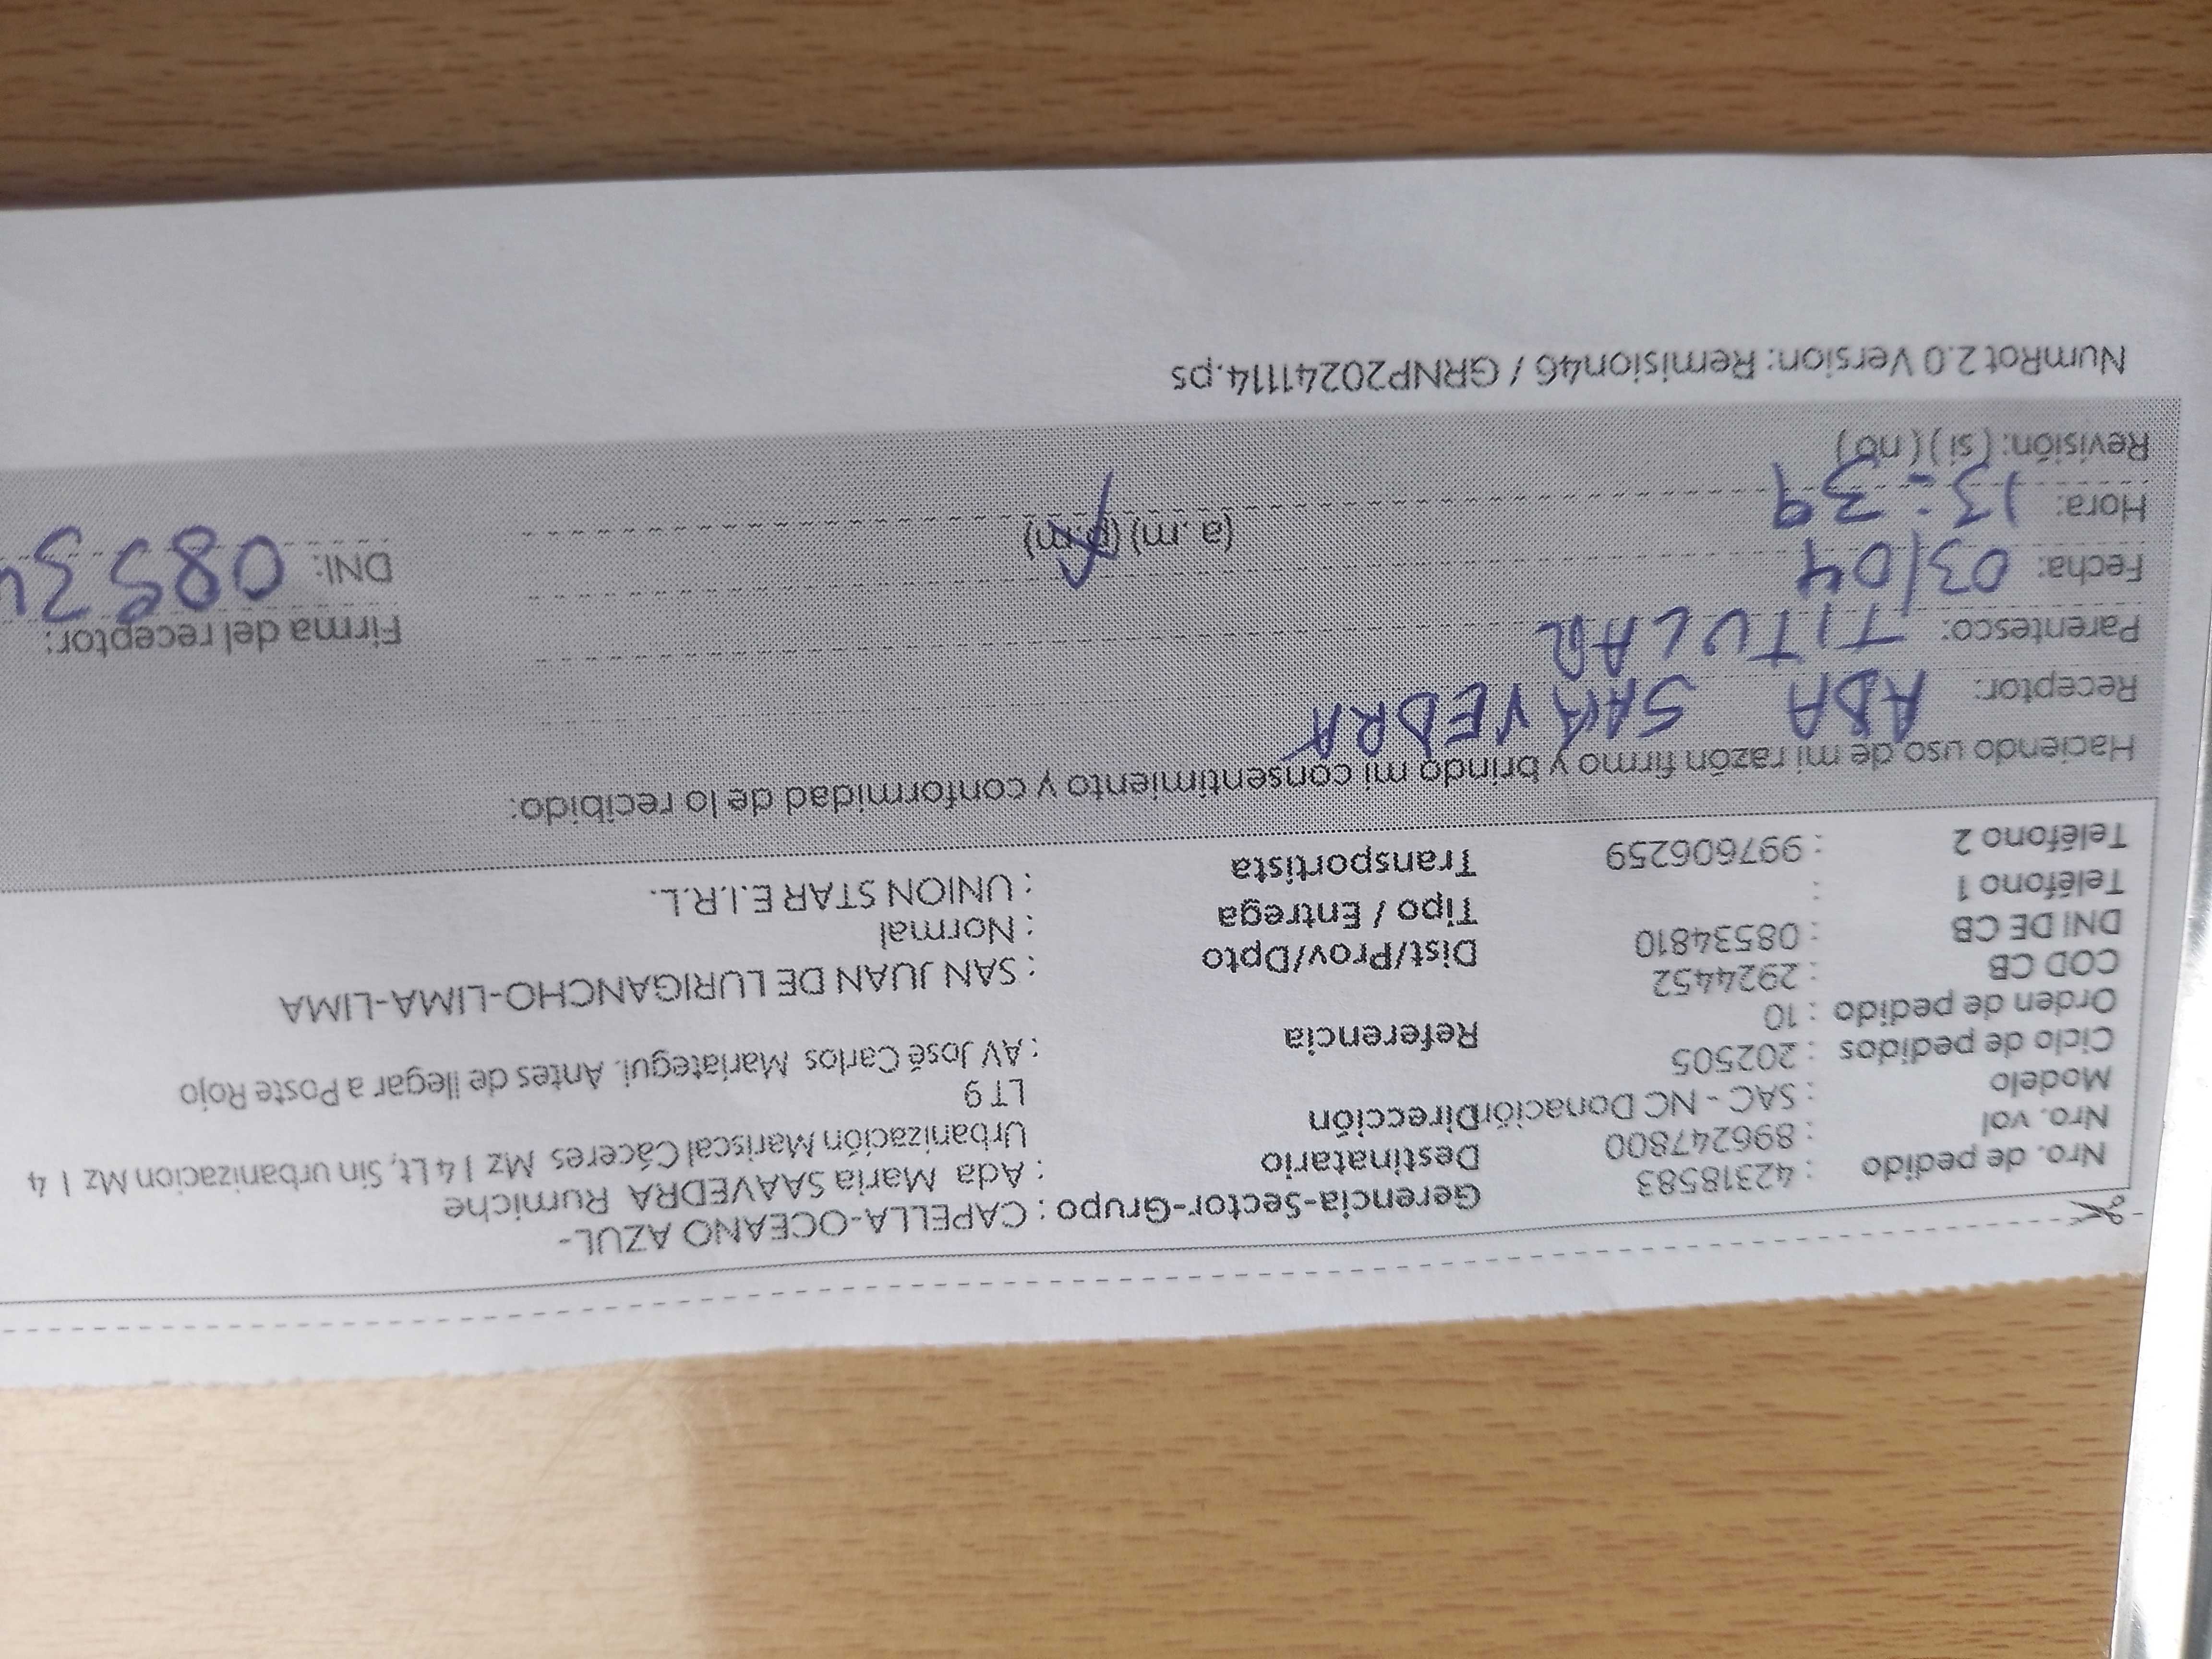 Nro. de pedido : 42318583 Gerencia-Sector-Grupo : CAPELLA-OCEANO AZUL-
Nro. vol : 896247800 Destinatario : Ada Maria SAAVEDRA Rumiche
Modelo : SAC - NC Donación Dirección Urbanización Mariscal Cáceres Mz I 4 Lt, Sin urbanizacion Mz I 4
LT 9
Ciclo de pedidos : 202505
Orden de pedido : 10 Referencia : AV José Carlos Mariategui. Antes de llegar a Poste Rojo
COD CB : 2924452
DNI DE CB : 08534810 Dist/Prov/Dpto : SAN JUAN DE LURIGANCHO-LIMA-LIMA
Teléfono 1 : Tipo / Entrega : Normal
Teléfono 2 : 997606259 Transportista : UNION STAR E.I.R.L.
Haciendo uso de mi razón firmo y brindo mi consentimiento y conformidad de lo recibido:
Receptor: ADA SAAVEDRA
Parentesco: TITULAR Firma del receptor:
Fecha: 03/04 DNI: 0853
Hora: 13:39 (a.m) (p.m)
Revisión: (si) (no)
NumRot 2.0 Version: Remision46 / GRNP20241114.ps